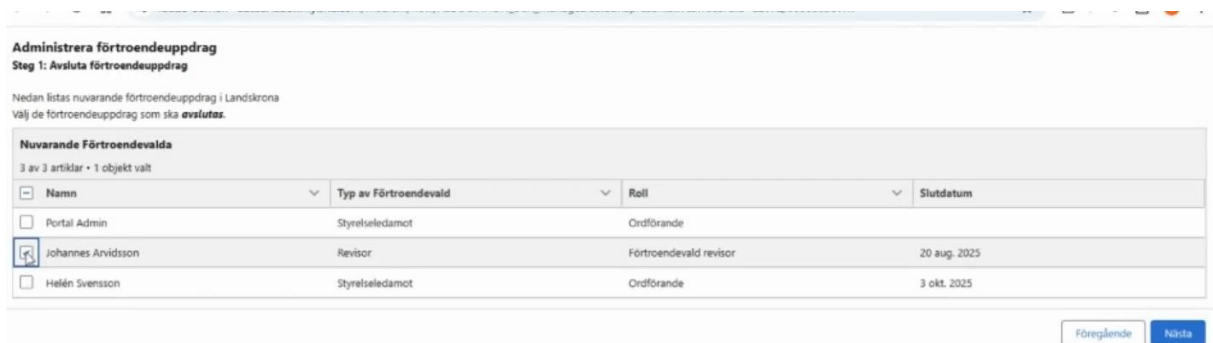 Administrera förtroendeuppdrag
Steg 1: Avsluta förtroendeuppdrag
Nedan listas nuvarande förtroendeuppdrag i Landskrona
Välj de förtroendeuppdrag som ska avslutas.
Nuvarande Förtroendevalda
3 av 3 artiklar • 1 objekt valt
Namn Typ av Förtroendevald Roll Slutdatum
Portal Admin Styrelseledamot Ordförande
Johannes Arvidsson Revisor Förtroendevald revisor 20 aug. 2025
Helén Svensson Styrelseledamot Ordförande 3 okt. 2025
Föregående Nästa